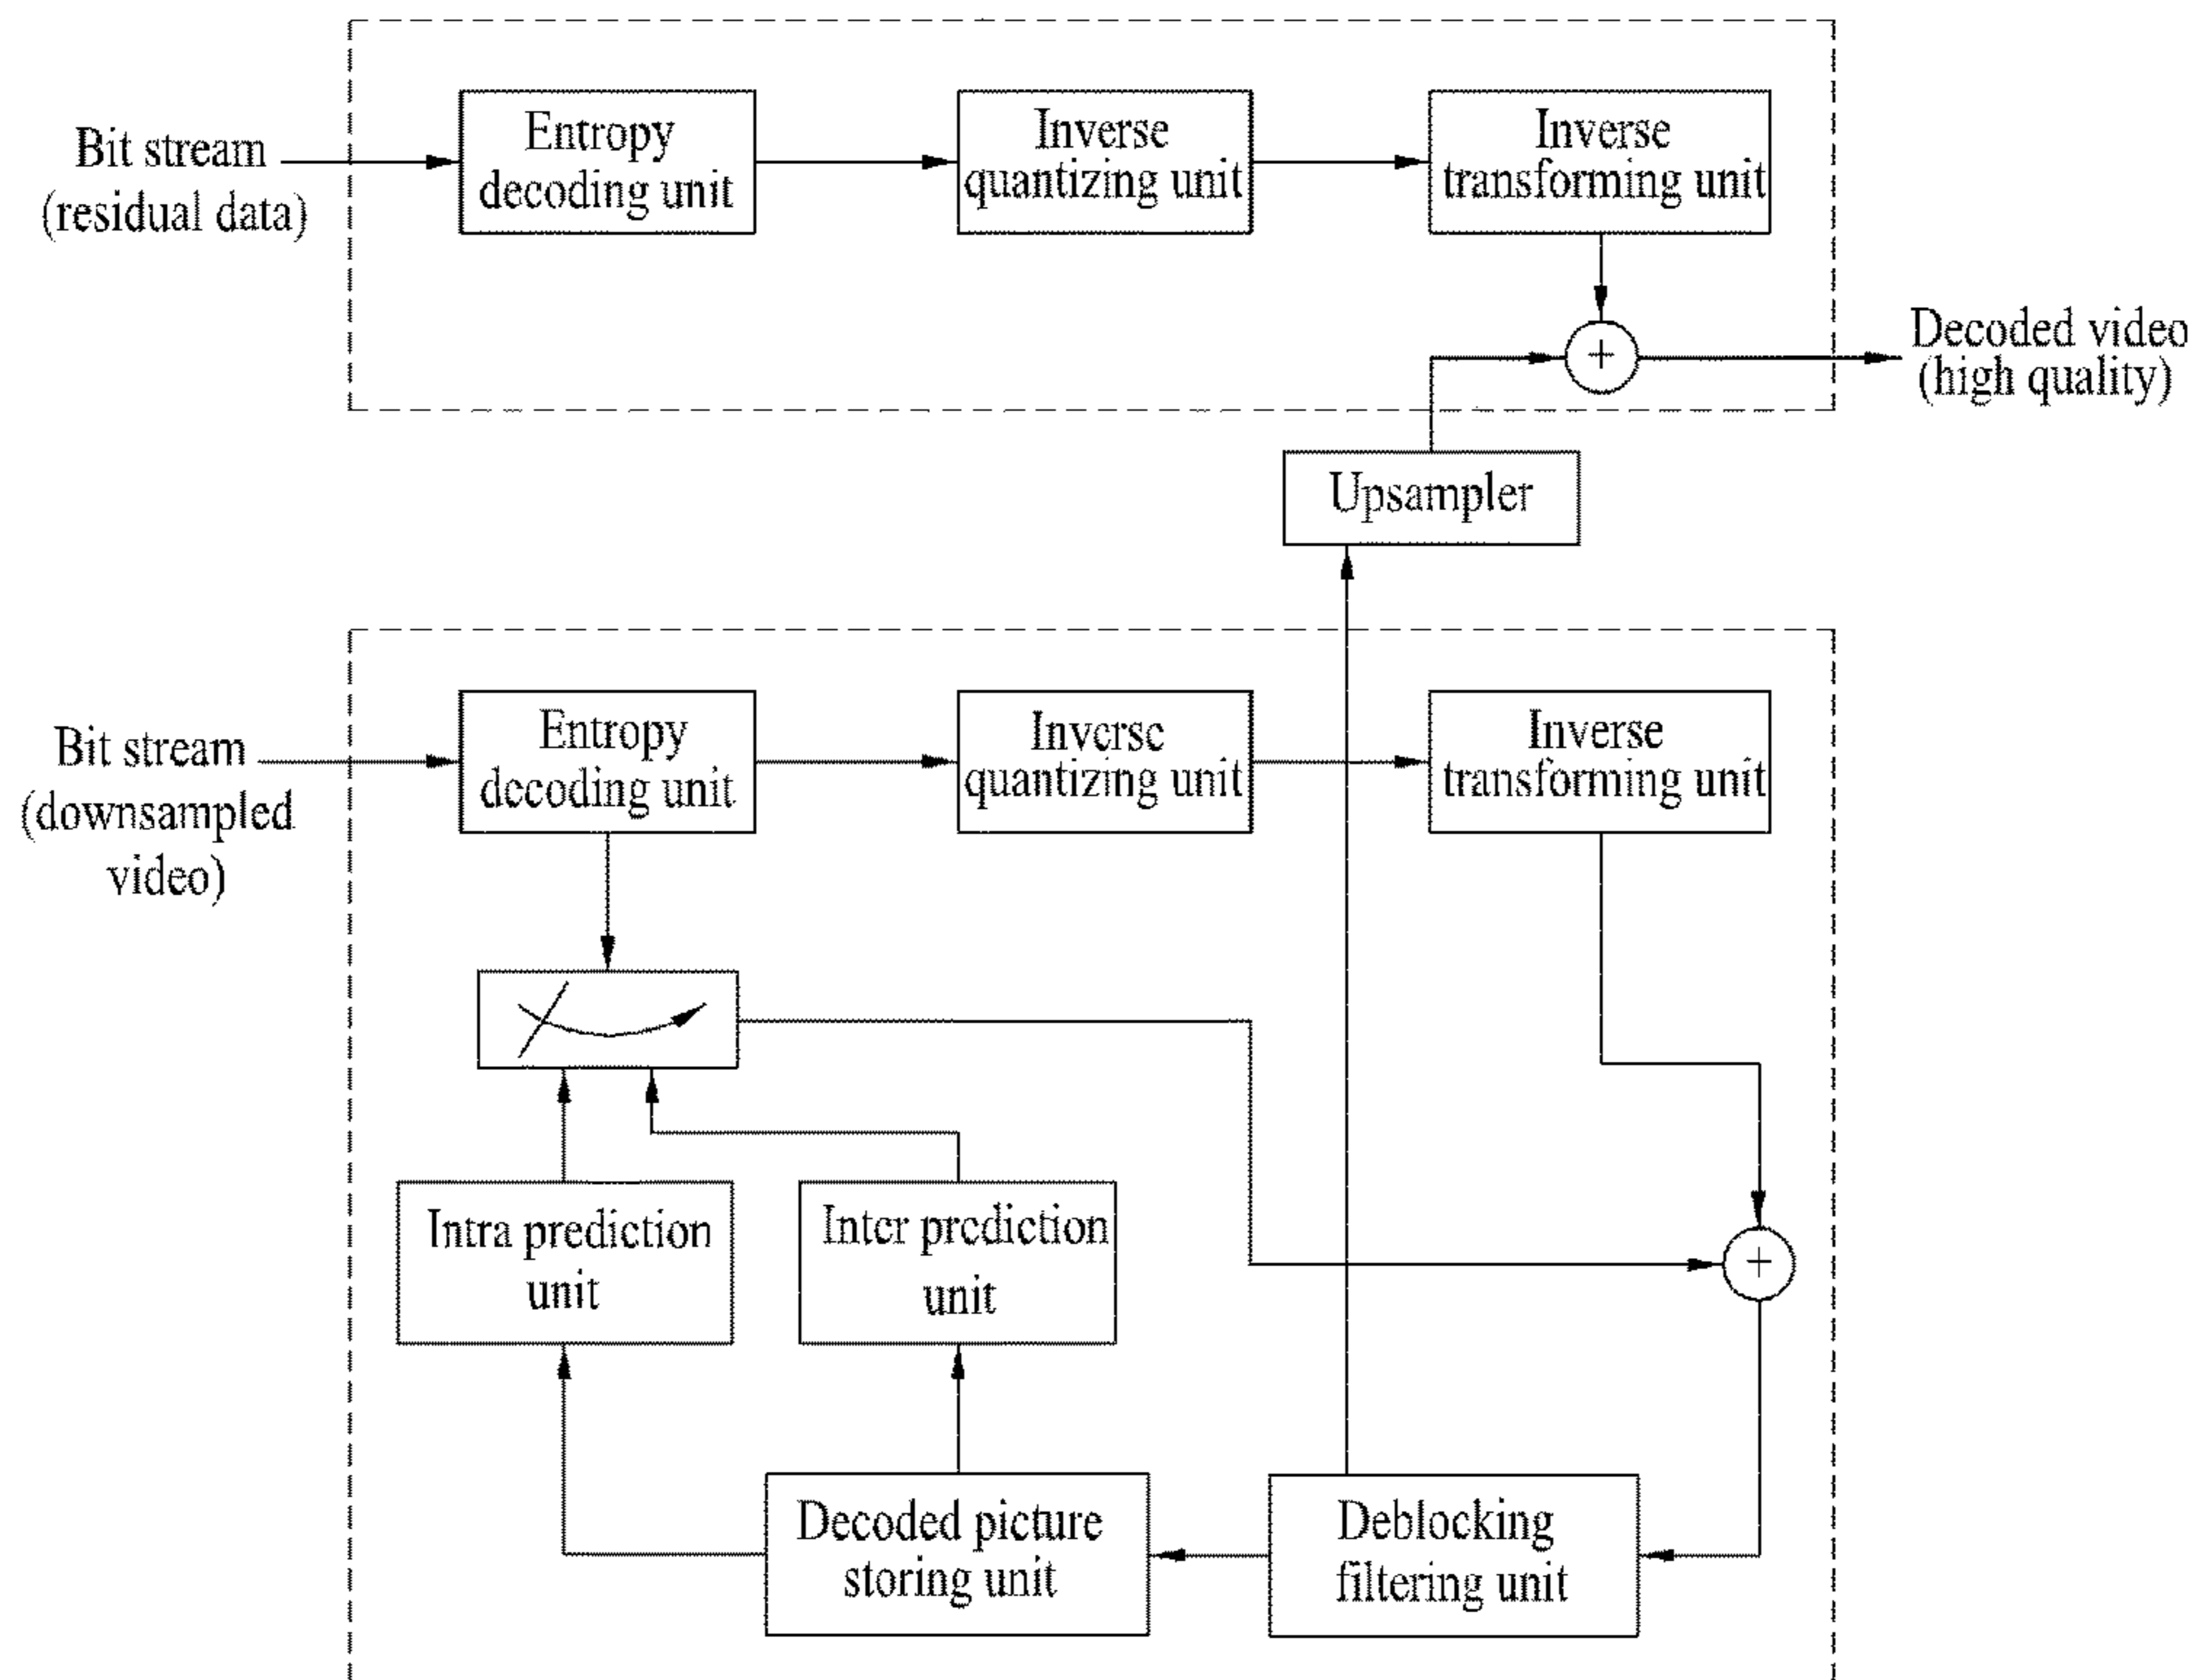 Bit stream
(residual data)
Entropy
decoding unit
Inverse
quantizing unit
Inverse
transforming unit
+
Decoded video
(high quality)
Upsampler
Bit stream
(downsampled
video)
Entropy
decoding unit
Inverse
quantizing unit
Inverse
transforming unit
Intra prediction
unit
Inter prediction
unit
+
Decoded picture
storing unit
Deblocking
filtering unit